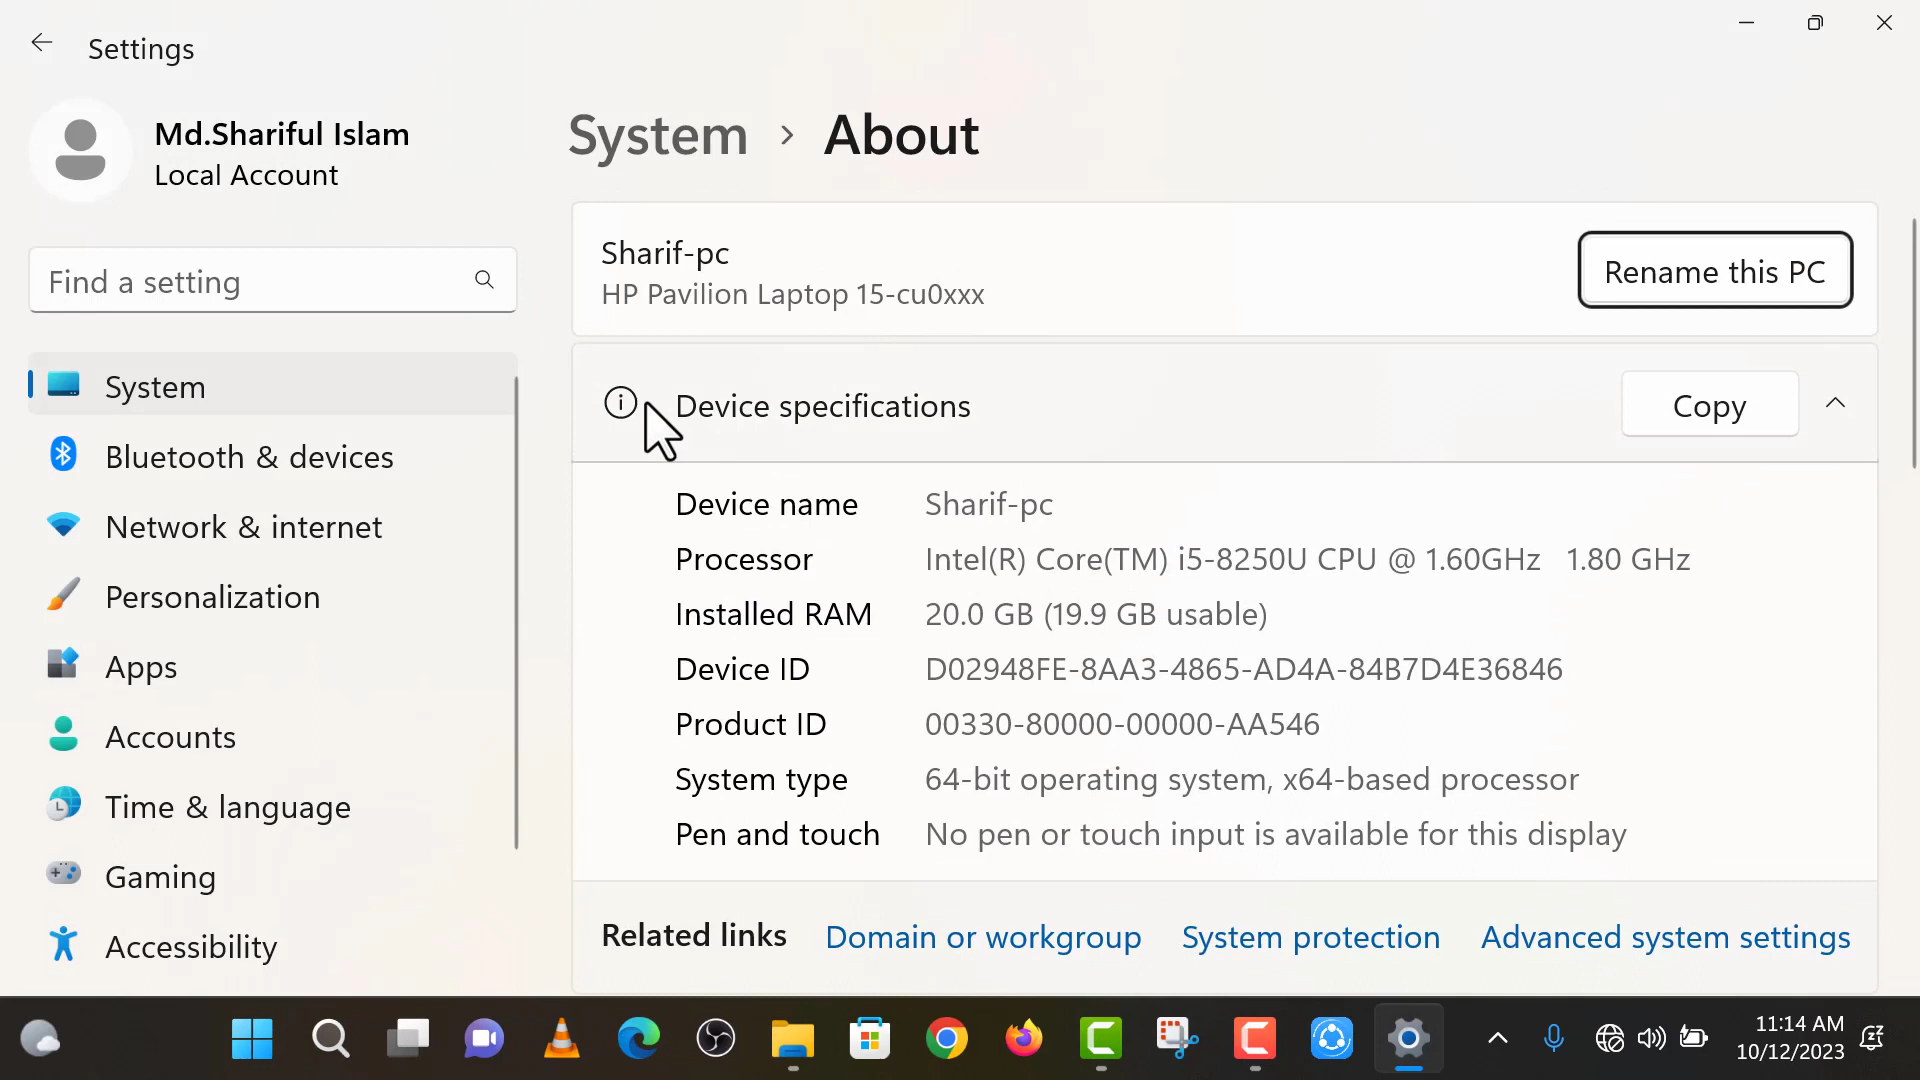 Settings
Md.Shariful Islam
Local Account
Find a setting
System
Bluetooth & devices
Network & internet
Personalization
Apps
Accounts
Time & language
Gaming
Accessibility
System > About
Sharif-pc
HP Pavilion Laptop 15-cu0xxx
Rename this PC
Device specifications
Copy
Device name Sharif-pc
Processor Intel(R) Core(TM) i5-8250U CPU @ 1.60GHz 1.80 GHz
Installed RAM 20.0 GB (19.9 GB usable)
Device ID D02948FE-8AA3-4865-AD4A-84B7D4E36846
Product ID 00330-80000-00000-AA546
System type 64-bit operating system, x64-based processor
Pen and touch No pen or touch input is available for this display
Related links Domain or workgroup System protection Advanced system settings
11:14 AM
10/12/2023